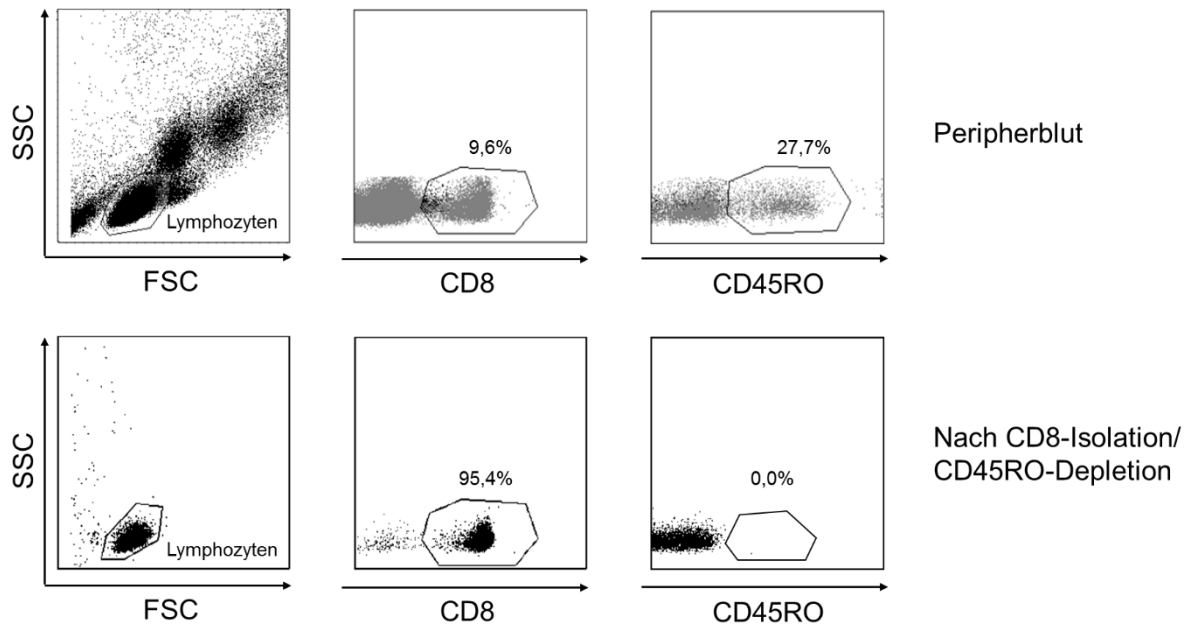 SSC
Lymphozyten
FSC
9,6%
CD8
27,7%
CD45RO
Peripherblut
SSC
Lymphozyten
FSC
95,4%
CD8
0,0%
CD45RO
Nach CD8-Isolation/
CD45RO-Depletion